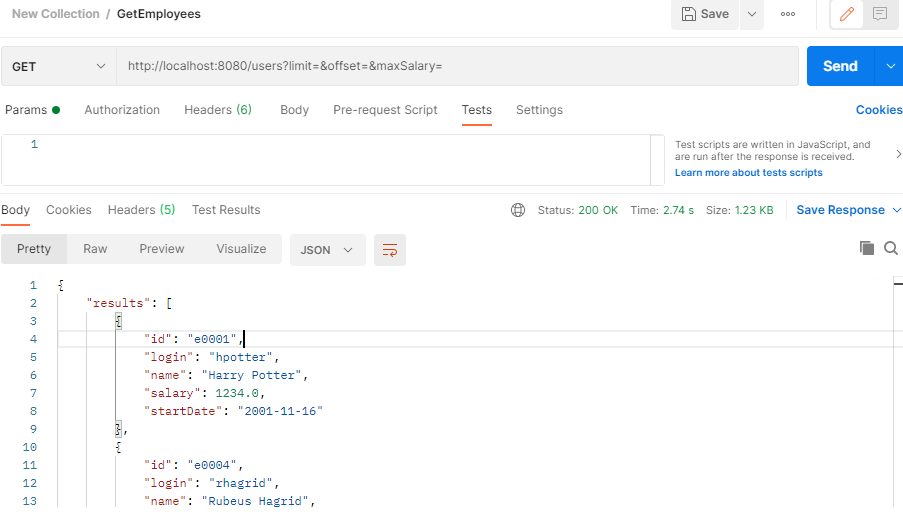 New Collection / GetEmployees
Save
GET http://localhost:8080/users?limit=&offset=&maxSalary= Send
Params Authorization Headers (6) Body Pre-request Script Tests Settings Cookies
1
Test scripts are written in JavaScript, and
are run after the response is received.
Learn more about tests scripts
Body Cookies Headers (5) Test Results Status: 200 OK Time: 2.74 s Size: 1.23 KB Save Response
Pretty Raw Preview Visualize JSON
1 {
2 "results": [
3 {
4 "id": "e0001",
5 "login": "hpotter",
6 "name": "Harry Potter",
7 "salary": 1234.0,
8 "startDate": "2001-11-16"
9 },
10 {
11 "id": "e0004",
12 "login": "rhagrid",
13 "name": "Rubeus Hagrid",